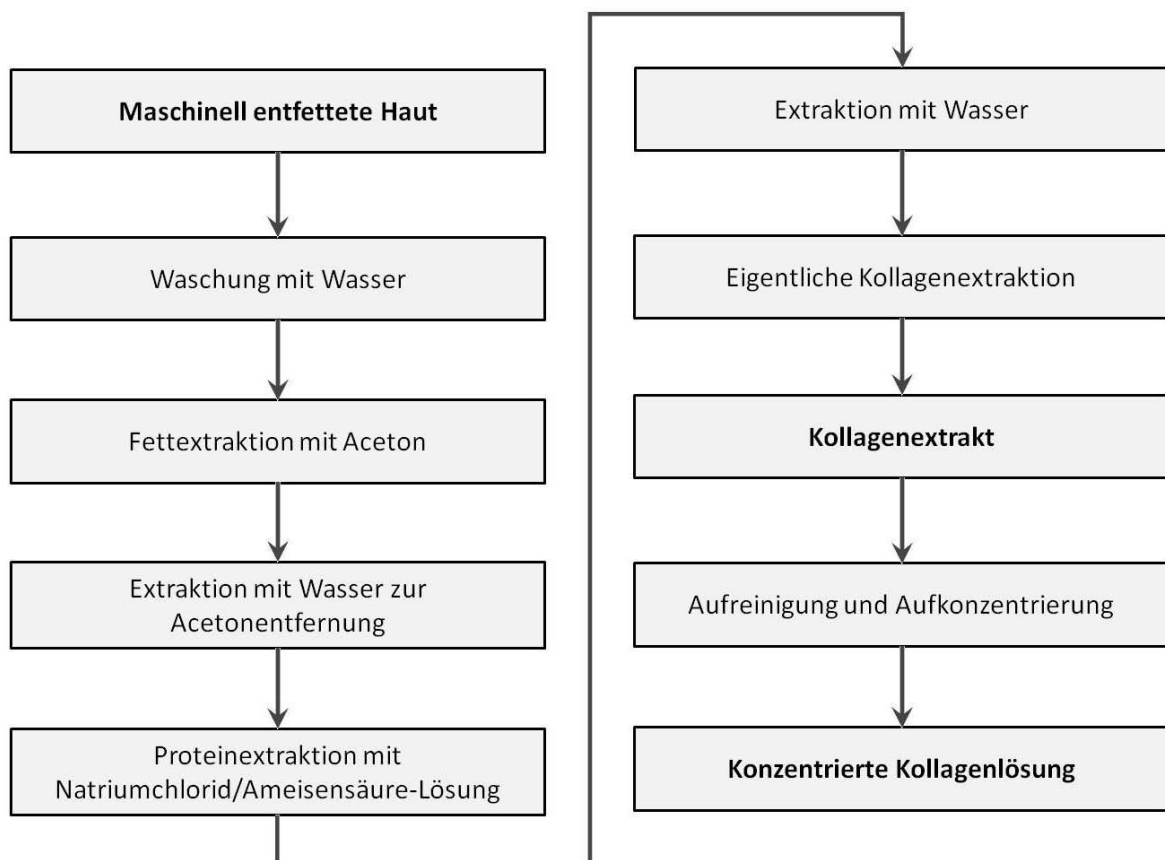 Maschinell entfettete Haut
Waschung mit Wasser
Fettextraktion mit Aceton
Extraktion mit Wasser zur
Acetonentfernung
Proteinextraktion mit
Natriumchlorid/Ameisensäure-Lösung
Extraktion mit Wasser
Eigentliche Kollagenextraktion
Kollagenextrakt
Aufreinigung und Aufkonzentrierung
Konzentrierte Kollagenlösung